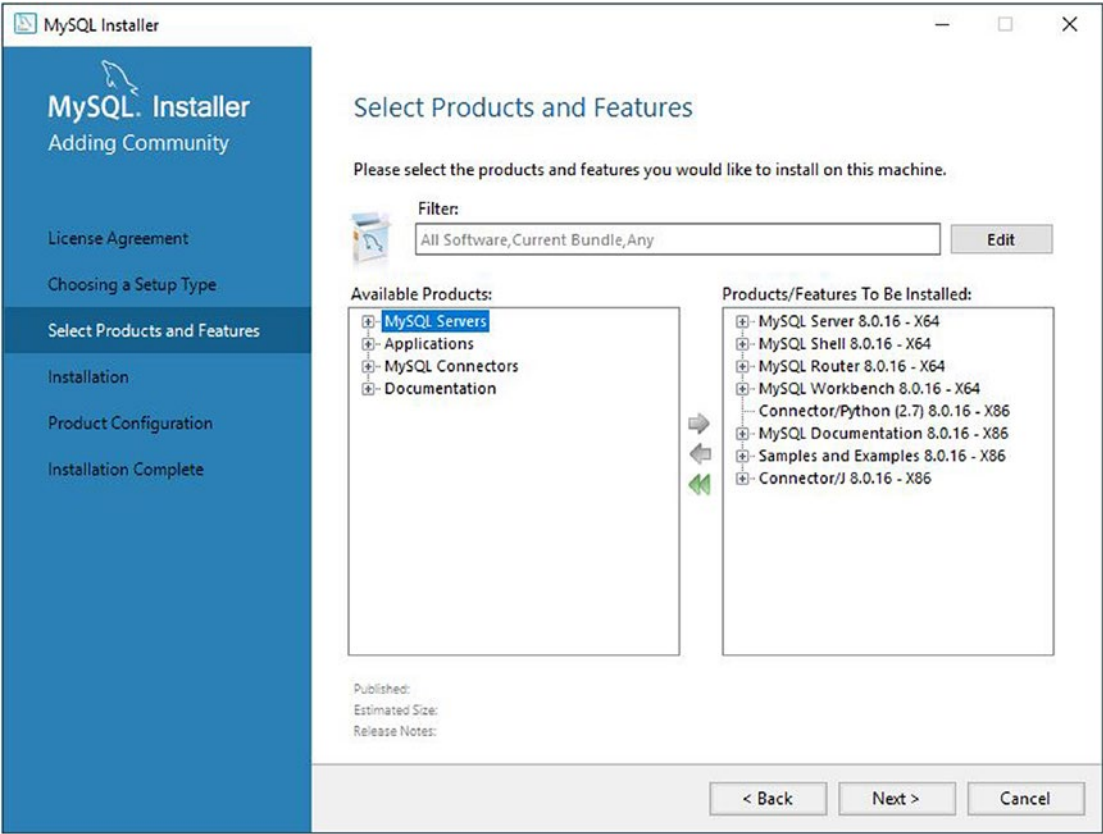 MySQL Installer
MySQL. Installer
Adding Community
License Agreement
Choosing a Setup Type
Select Products and Features
Installation
Product Configuration
Installation Complete
Select Products and Features
Please select the products and features you would like to install on this machine.
Filter:
All Software,Current Bundle,Any
Edit
Available Products:
MySQL Servers
Applications
MySQL Connectors
Documentation
Products/Features To Be Installed:
MySQL Server 8.0.16 - X64
MySQL Shell 8.0.16 - X64
MySQL Router 8.0.16 - X64
MySQL Workbench 8.0.16 - X64
Connector/Python (2.7) 8.0.16 - X86
MySQL Documentation 8.0.16 - X86
Samples and Examples 8.0.16 - X86
Connector/J 8.0.16 - X86
Published:
Estimated Size:
Release Notes:
< Back
Next >
Cancel